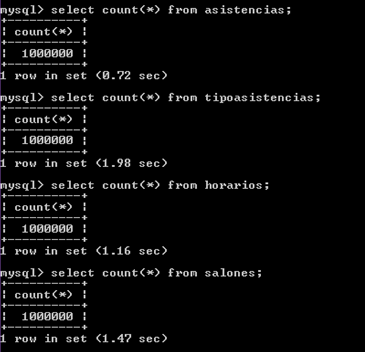 mysql> select count(*) from asistencias;
+----------+
| count(*) |
+----------+
|  1000000 |
+----------+
1 row in set (0.72 sec)
mysql> select count(*) from tipoasistencias;
+----------+
| count(*) |
+----------+
|  1000000 |
+----------+
1 row in set (1.98 sec)
mysql> select count(*) from horarios;
+----------+
| count(*) |
+----------+
|  1000000 |
+----------+
1 row in set (1.16 sec)
mysql> select count(*) from salones;
+----------+
| count(*) |
+----------+
|  1000000 |
+----------+
1 row in set (1.47 sec)